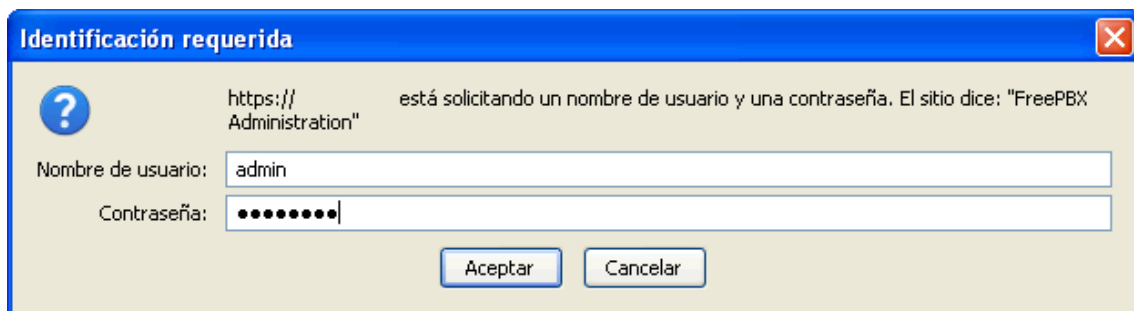 Identificación requerida
https:// está solicitando un nombre de usuario y una contraseña. El sitio dice: "FreePBX
Administration"
Nombre de usuario: admin
Contraseña: ●●●●●●●●
Aceptar Cancelar